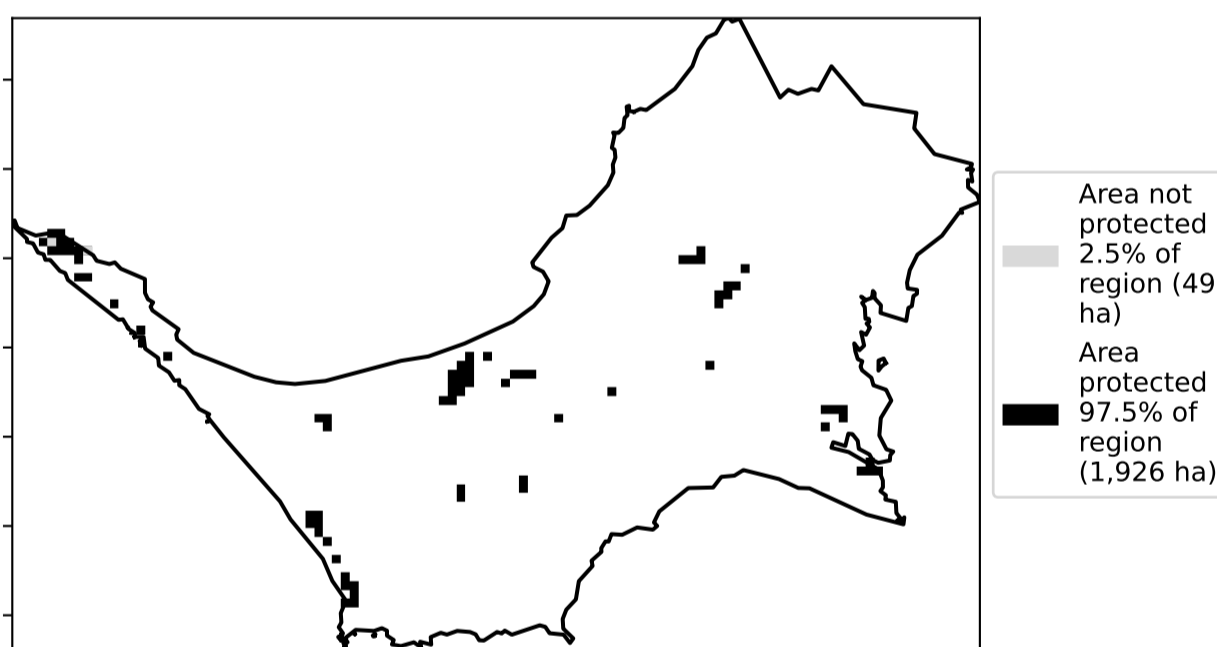 Area not
protected
2.5% of
region (49
ha)
Area
protected
97.5% of
region
(1,926 ha)